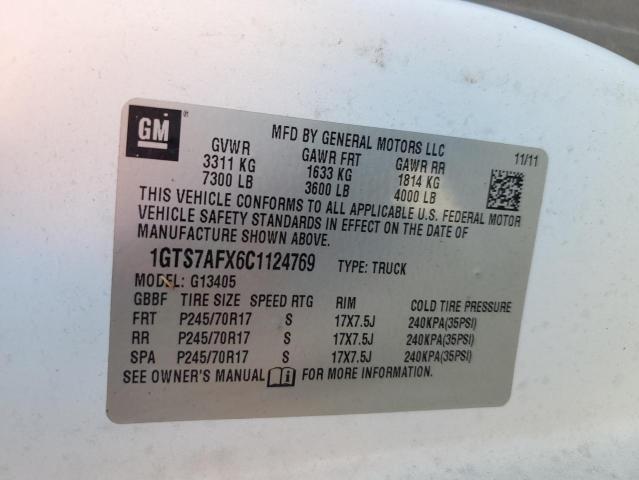 GM ®
MFD BY GENERAL MOTORS LLC
11/11
GVWR GAWR FRT GAWR RR
3311 KG 1633 KG 1814 KG
7300 LB 3600 LB 4000 LB
THIS VEHICLE CONFORMS TO ALL APPLICABLE U.S. FEDERAL MOTOR
VEHICLE SAFETY STANDARDS IN EFFECT ON THE DATE OF
MANUFACTURE SHOWN ABOVE.
1GTS7AFX6C1124769 TYPE: TRUCK
MODEL: G13405
GBBF TIRE SIZE SPEED RTG RIM COLD TIRE PRESSURE
FRT P245/70R17 S 17X7.5J 240KPA(35PSI)
RR P245/70R17 S 17X7.5J 240KPA(35PSI)
SPA P245/70R17 S 17X7.5J 240KPA(35PSI)
SEE OWNER'S MANUAL FOR MORE INFORMATION.